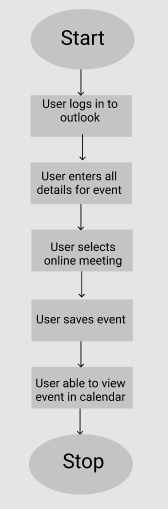 Start
User logs in to
outlook
User enters all
details for event
User selects
online meeting
User saves event
User able to view
event in calendar
Stop